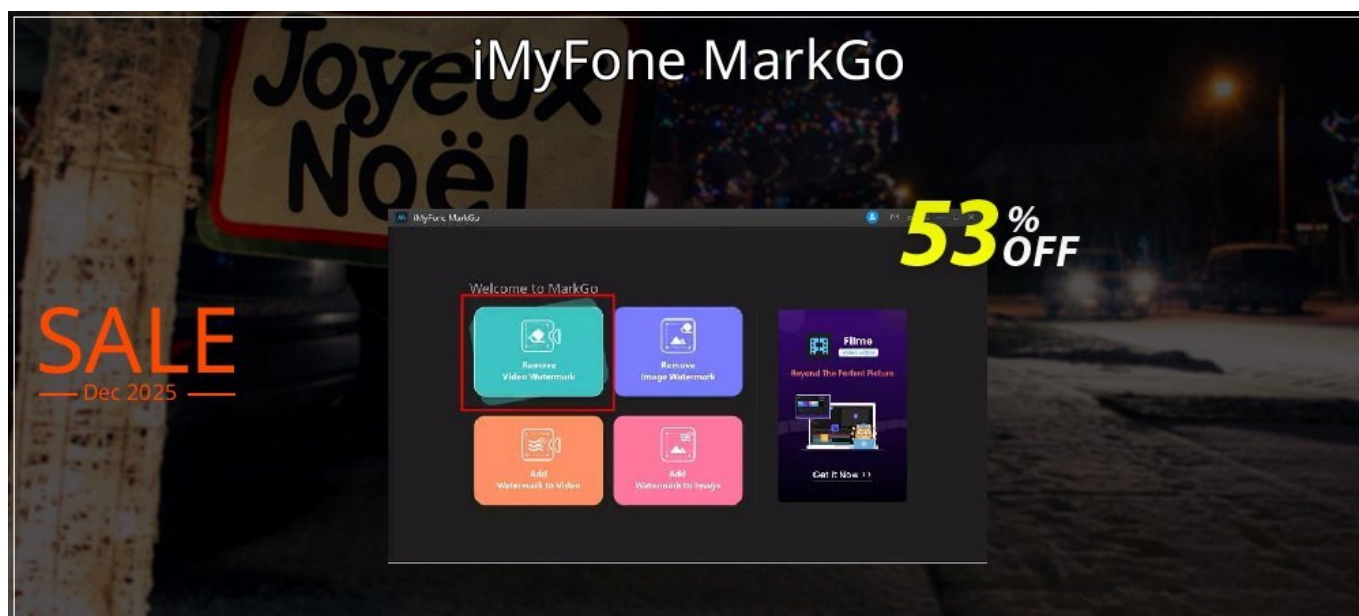 iMyFone MarkGo
Joyeux
Noël
iMyFone MarkGo
53%
OFF
Welcome to MarkGo
Remove
Video Watermark
Remove
Image Watermark
Filme
Beyond The Perfect Picture
SALE
Dec 2025
Add
Watermark to Video
Add
Watermark to Image
Get It Now >>